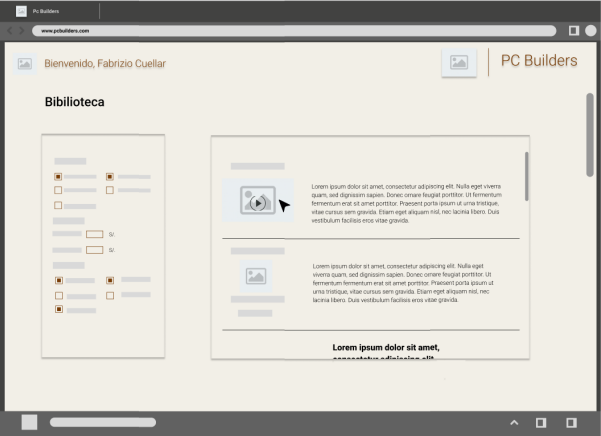 Pc Builders
www.pcbuilders.com
Bienvenido, Fabrizio Cuellar
PC Builders
Bibilioteca
S/.
S/.
Lorem ipsum dolor sit amet, consectetur adipiscing elit. Nulla eget viverra
quam, sed dignissim sapien. Donec ornare feugiat porttitor. Ut fermentum
fermentum erat sit amet porttitor. Praesent porta ipsum ut urna tristique,
vitae cursus sem gravida. Etiam eget aliquam nisl, nec lacinia libero. Duis
vestibulum facilisis eros vitae gravida.
Lorem ipsum dolor sit amet, consectetur adipiscing elit. Nulla eget
viverra quam, sed dignissim sapien. Donec ornare feugiat porttitor. Ut
fermentum fermentum erat sit amet porttitor. Praesent porta ipsum ut
urna tristique, vitae cursus sem gravida. Etiam eget aliquam nisl, nec
lacinia libero. Duis vestibulum facilisis eros vitae gravida.
Lorem ipsum dolor sit amet,
consectetur adipiscing elit